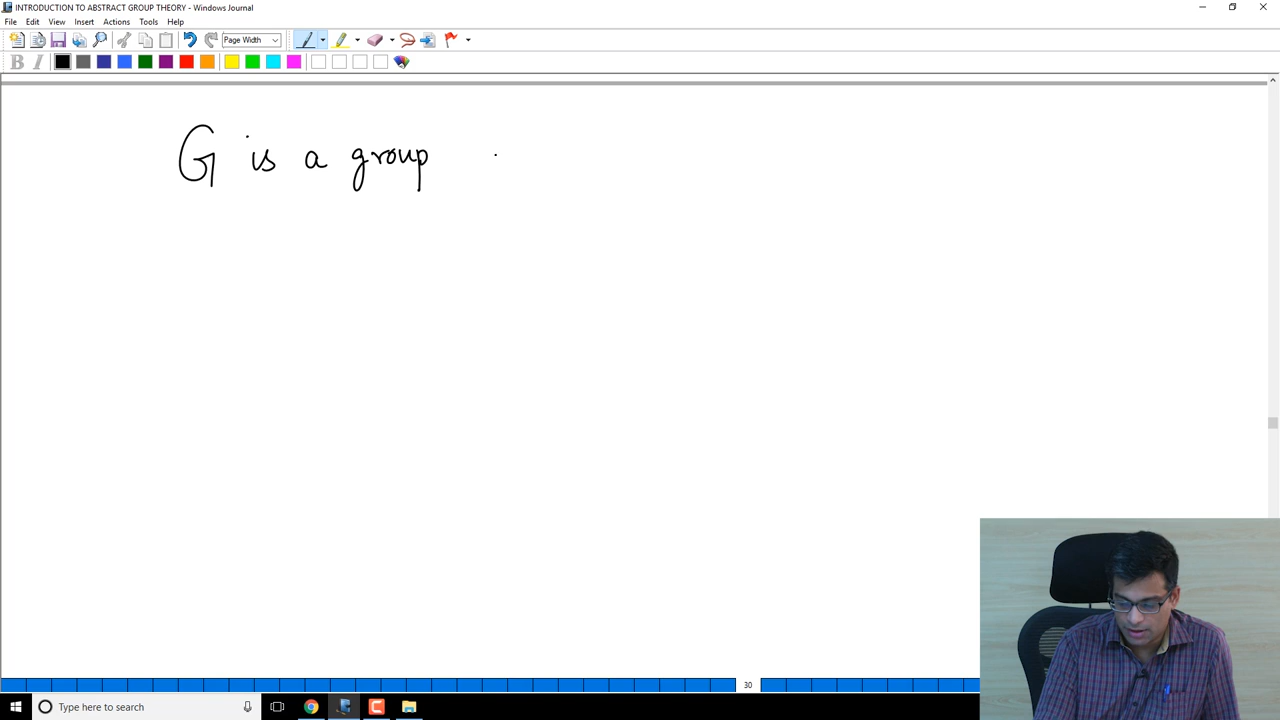 INTRODUCTION TO ABSTRACT GROUP THEORY - Windows Journal
File Edit View Insert Actions Tools Help
Page Width
B I
G is a group
30
Type here to search